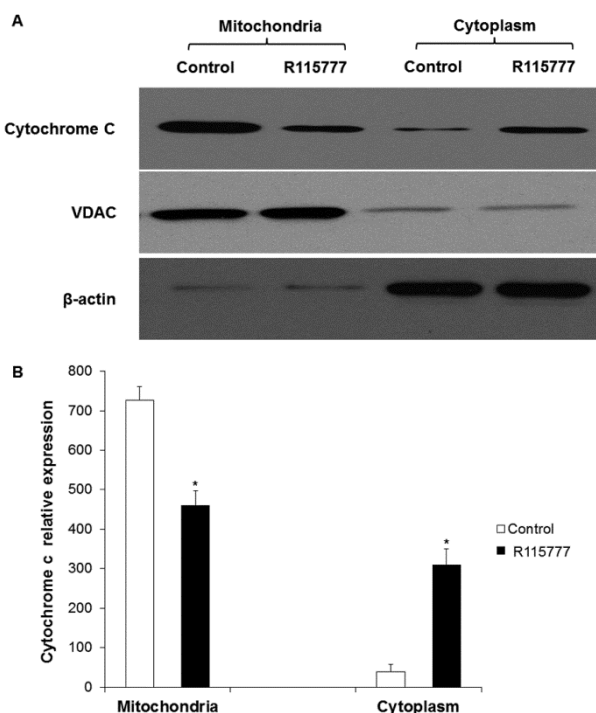 A
Mitochondria Cytoplasm
Control R115777 Control R115777
Cytochrome C
VDAC
β-actin
B
800
700
600
500
400
300
200
100
0
Cytochrome c relative expression
*
*
Control
R115777
Mitochondria Cytoplasm